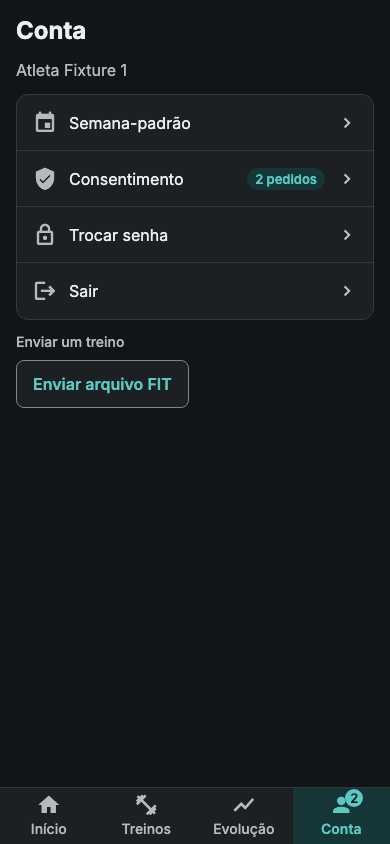 Conta
Atleta Fixture 1
Semana-padrão
Consentimento 2 pedidos
Trocar senha
Sair
Enviar um treino
Enviar arquivo FIT
2
Início Treinos Evolução Conta